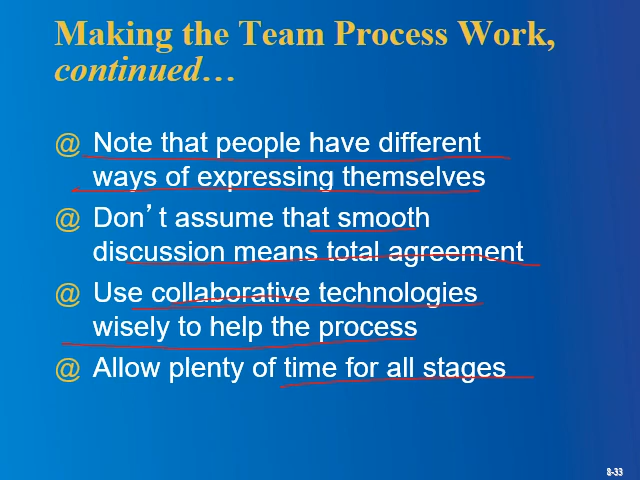 Making the Team Process Work,
continued…
@ Note that people have different
ways of expressing themselves
@ Don’t assume that smooth
discussion means total agreement
@ Use collaborative technologies
wisely to help the process
@ Allow plenty of time for all stages
8-33